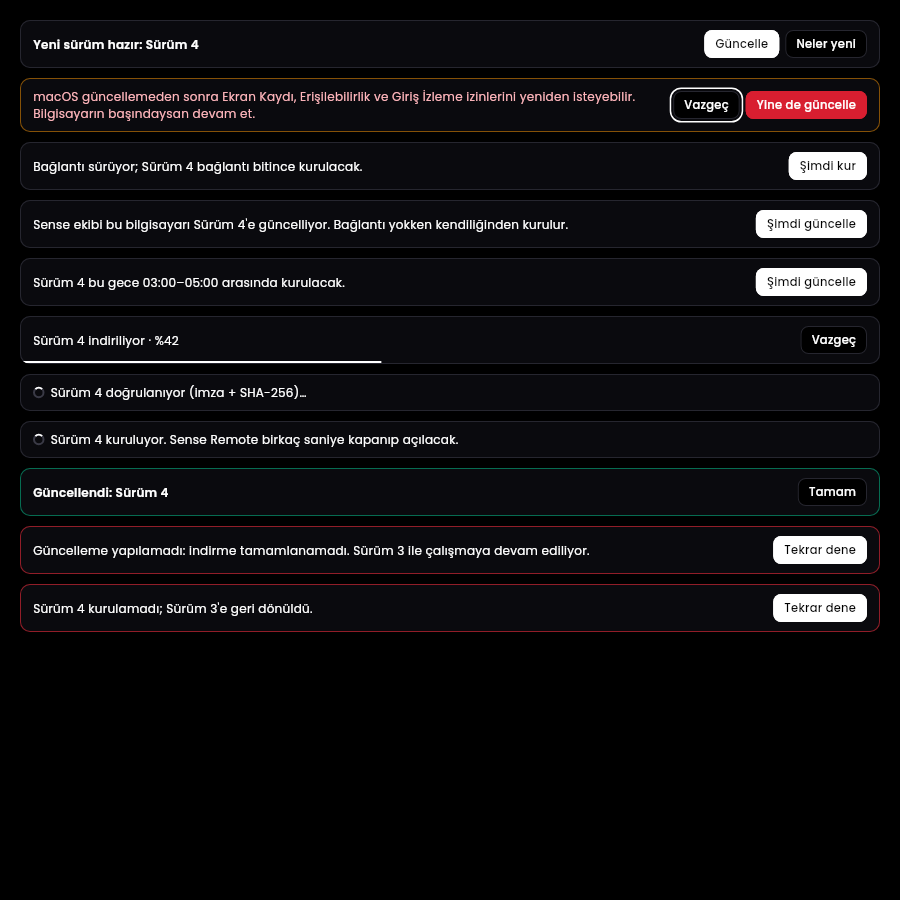 Yeni sürüm hazır: Sürüm 4
Güncelle
Neler yeni
macOS güncellemeden sonra Ekran Kaydı, Erişilebilirlik ve Giriş İzleme izinlerini yeniden isteyebilir.
Bilgisayarın başındaysan devam et.
Vazgeç
Yine de güncelle
Bağlantı sürüyor; Sürüm 4 bağlantı bitince kurulacak.
Şimdi kur
Sense ekibi bu bilgisayarı Sürüm 4'e güncelliyor. Bağlantı yokken kendiliğinden kurulur.
Şimdi güncelle
Sürüm 4 bu gece 03:00–05:00 arasında kurulacak.
Şimdi güncelle
Sürüm 4 indiriliyor · %42
Vazgeç
Sürüm 4 doğrulanıyor (imza + SHA-256)…
Sürüm 4 kuruluyor. Sense Remote birkaç saniye kapanıp açılacak.
Güncellendi: Sürüm 4
Tamam
Güncelleme yapılamadı: indirme tamamlanamadı. Sürüm 3 ile çalışmaya devam ediliyor.
Tekrar dene
Sürüm 4 kurulamadı; Sürüm 3'e geri dönüldü.
Tekrar dene